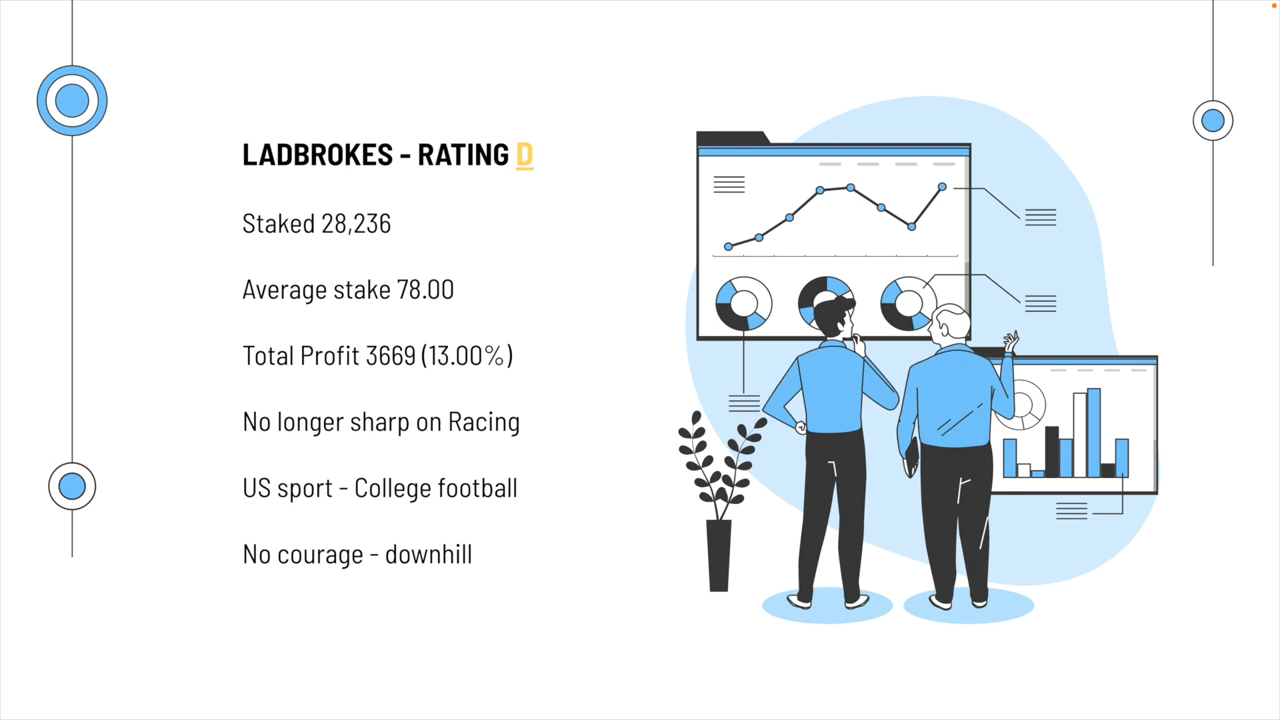 LADBROKES - RATING D
Staked 28,236
Average stake 78.00
Total Profit 3669 (13.00%)
No longer sharp on Racing
US sport - College football
No courage - downhill